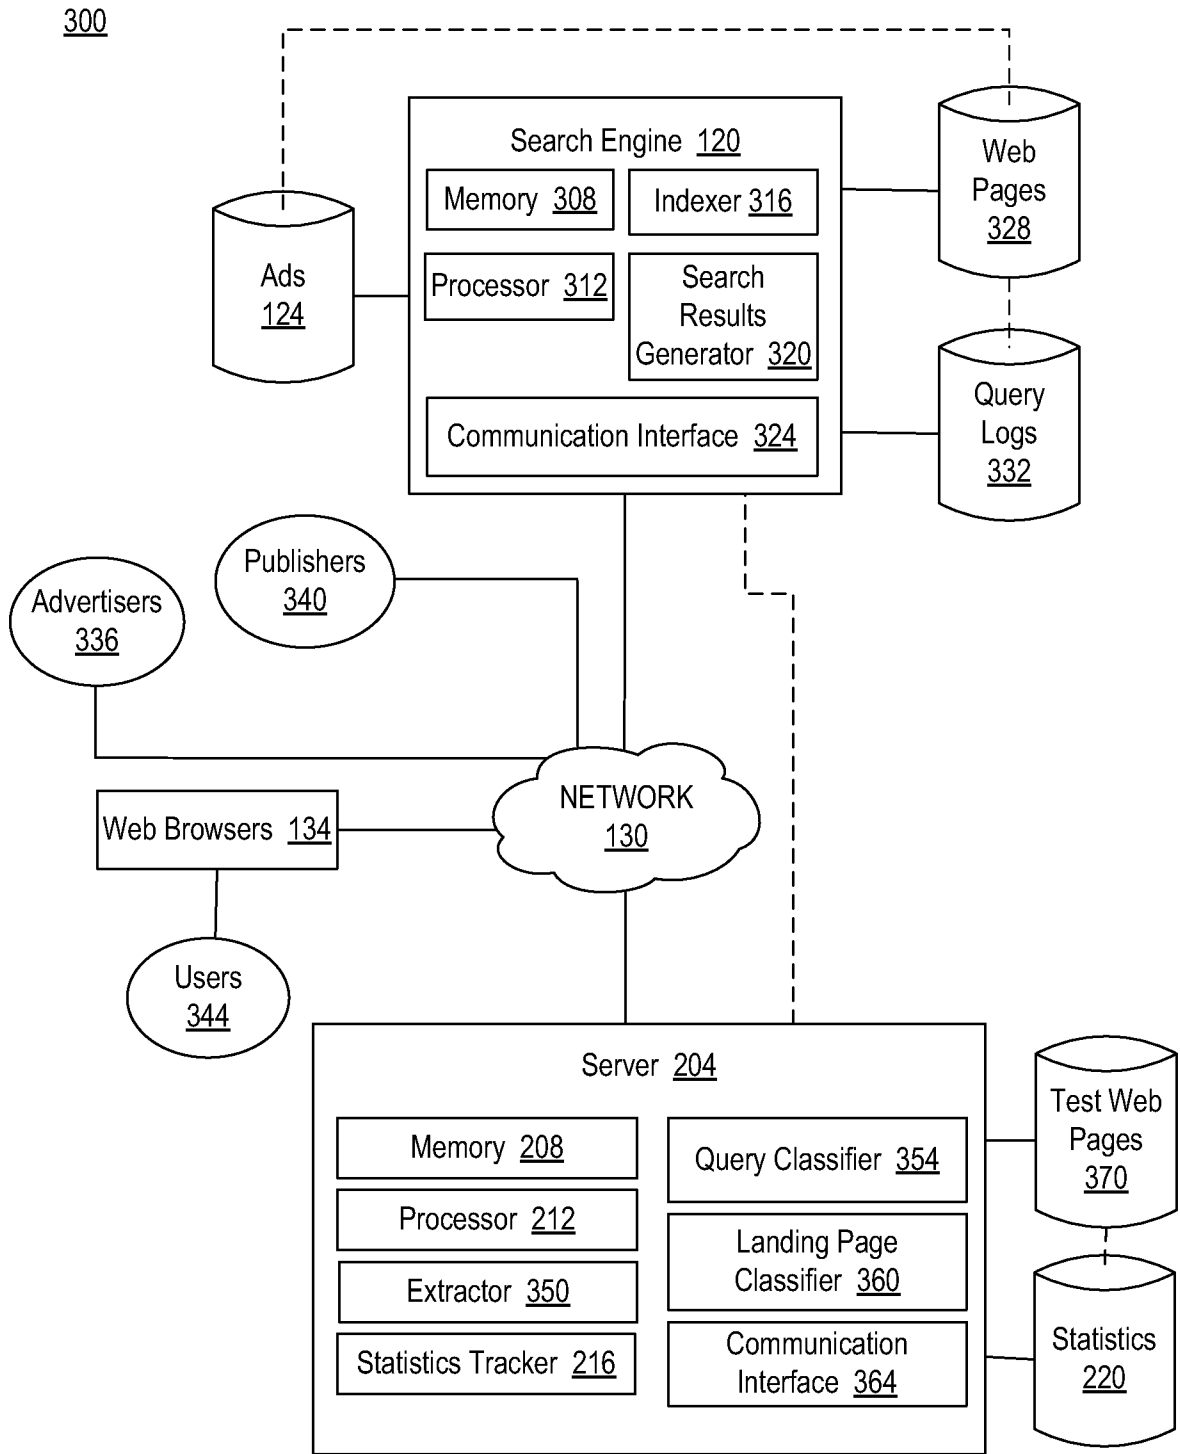 300
Search Engine 120
Memory 308
Indexer 316
Processor 312
Search
Results
Generator 320
Communication Interface 324
Ads
124
Web
Pages
328
Query
Logs
332
Publishers
340
Advertisers
336
NETWORK
130
Web Browsers 134
Users
344
Server 204
Memory 208
Processor 212
Extractor 350
Statistics Tracker 216
Query Classifier 354
Landing Page
Classifier 360
Communication
Interface 364
Test Web
Pages
370
Statistics
220